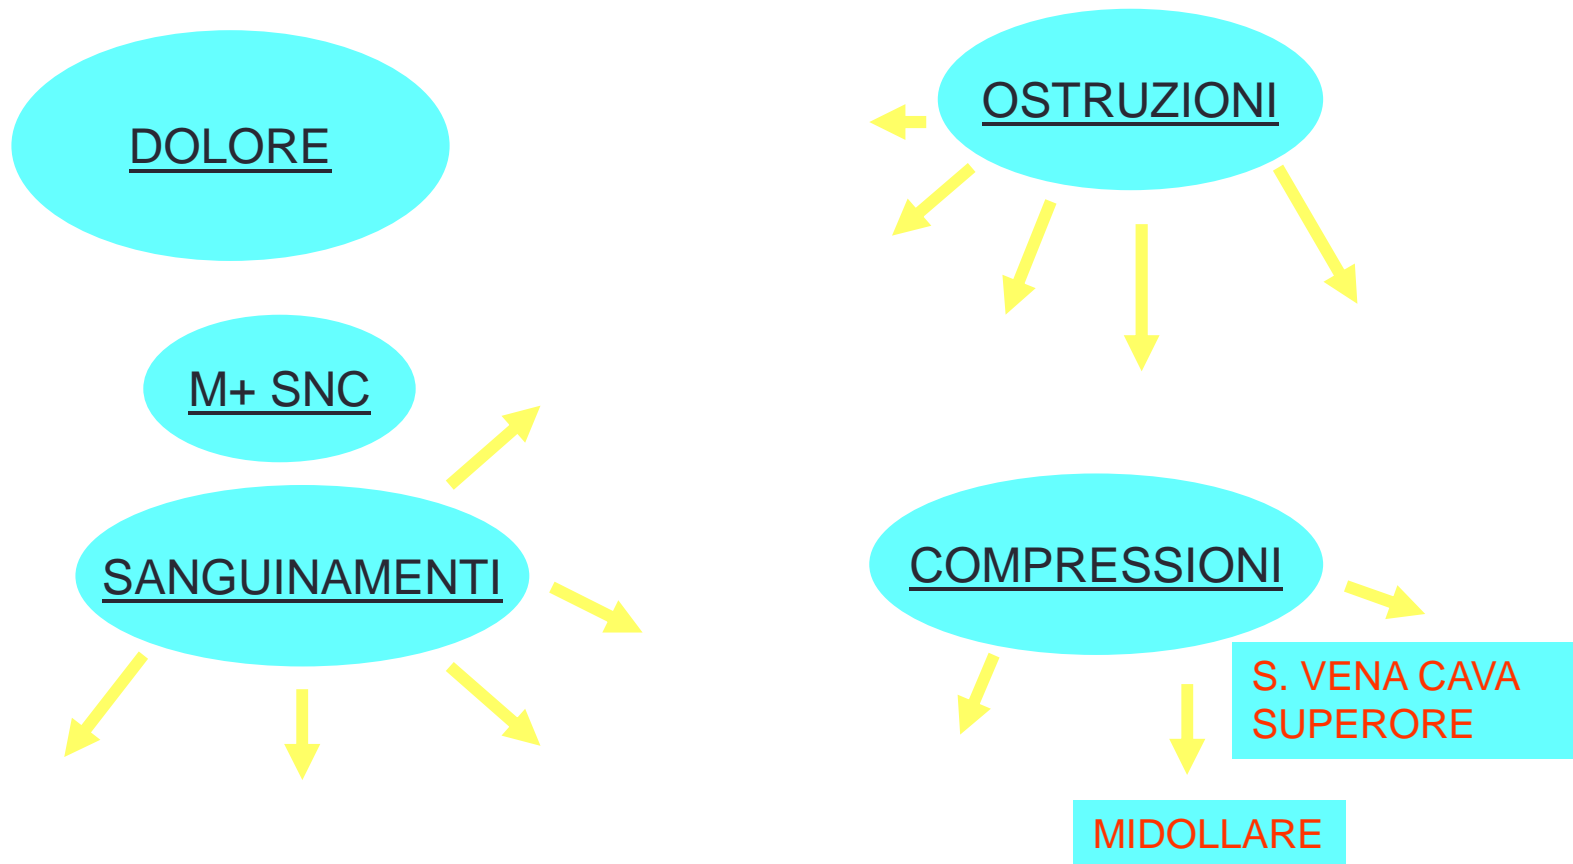 DOLORE
OSTRUZIONI
M+ SNC
SANGUINAMENTI
COMPRESSIONI
S. VENA CAVA
SUPERORE
MIDOLLARE